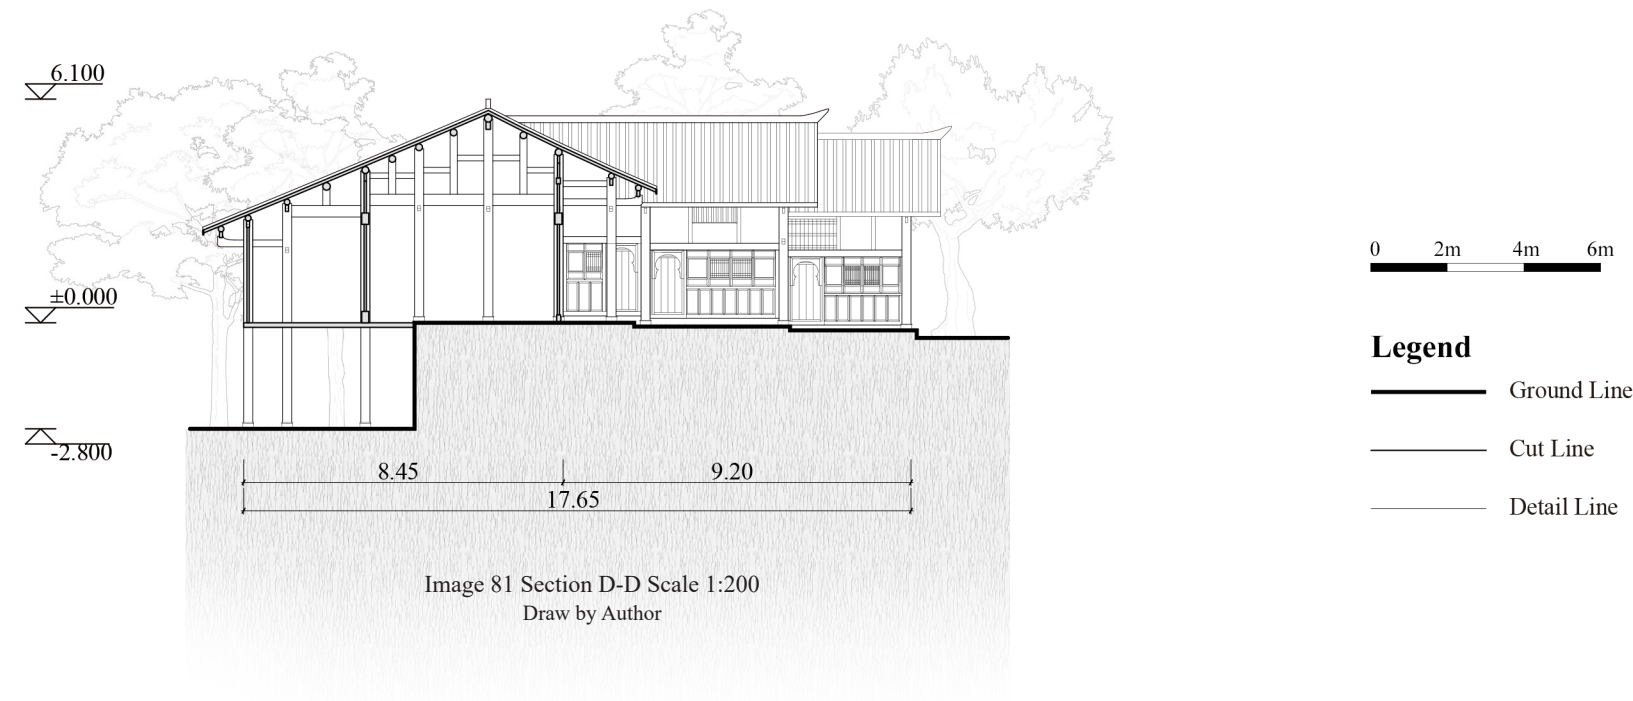 6.100
±0.000
-2.800
8.45
9.20
17.65
Image 81 Section D-D Scale 1:200
Draw by Author
0 2m 4m 6m
Legend
Ground Line
Cut Line
Detail Line